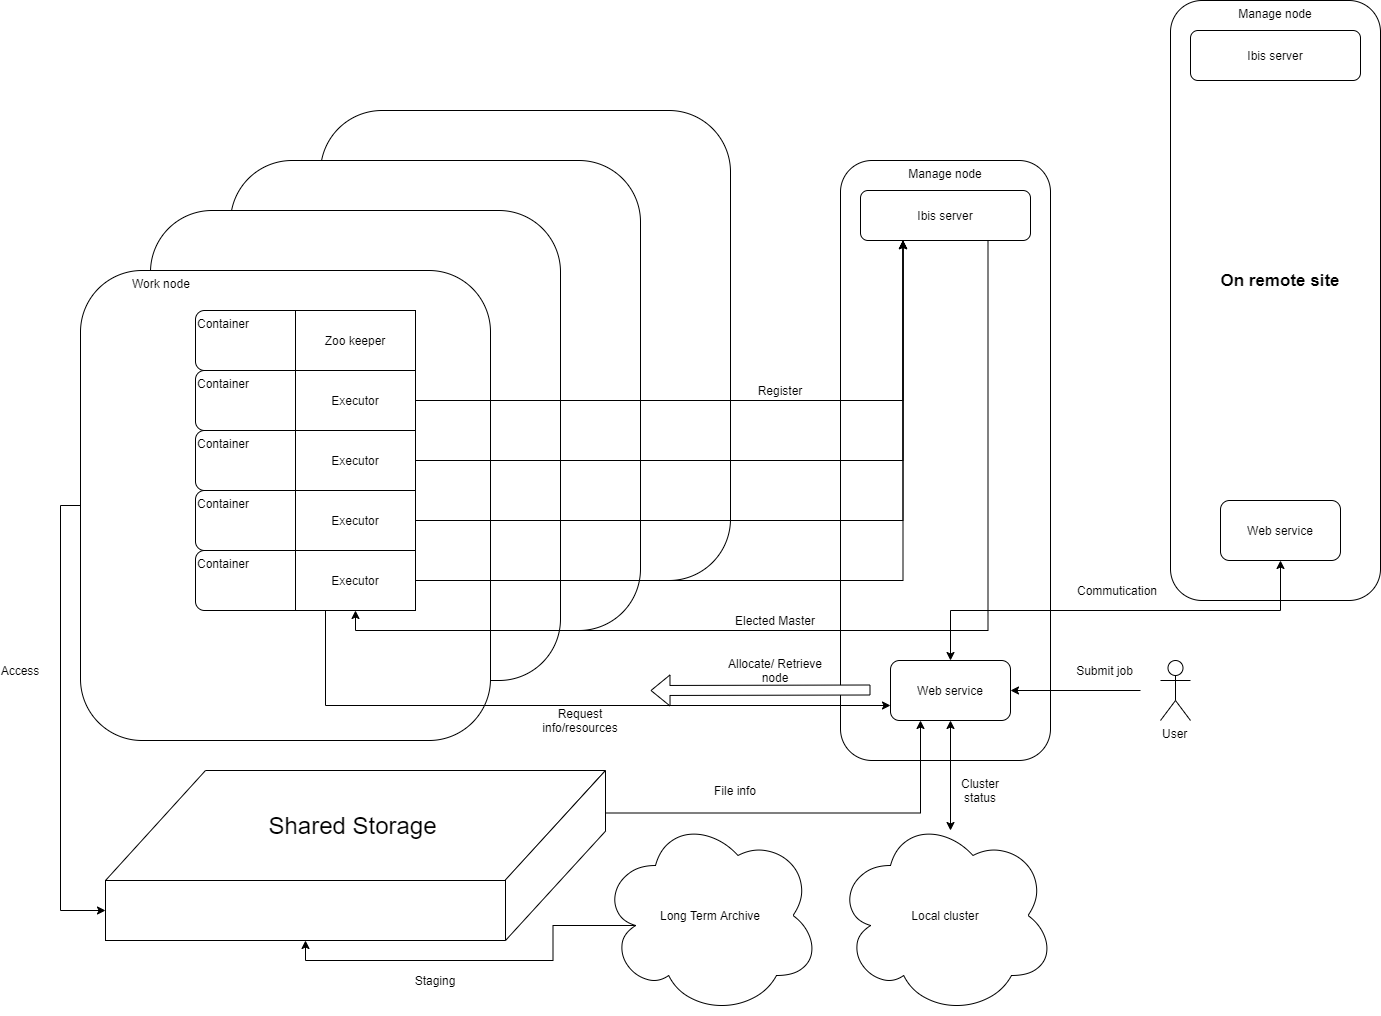 Manage node
Ibis server
On remote site
Web service
Manage node
Ibis server
Work node
Container
Zoo keeper
Container
Executor
Container
Executor
Container
Executor
Container
Executor
Register
Elected Master
Commutication
Access
Allocate/ Retrieve
node
Web service
Submit job
User
Request
info/resources
File info
Cluster
status
Shared Storage
Long Term Archive
Local cluster
Staging